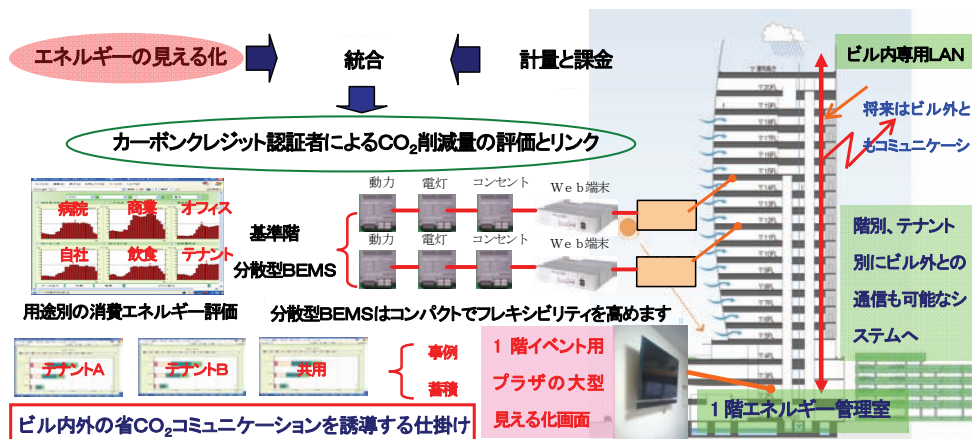 エネルギーの見える化
統合
計量と課金
カーボンクレジット認証者によるCO₂削減量の評価とリンク
ビル内専用LAN
将来はビル外と
もコミュニケーシ
病院
商業
オフィス
自社
飲食
テナント
用途別の消費エネルギー評価
基準階
分散型BEMS
動力
電灯
コンセント
Web端末
動力
電灯
コンセント
Web端末
分散型BEMSはコンパクトでフレキシビリティを高めます
階別、テナント
別にビル外との
通信も可能なシ
ステムへ
テナントA
テナントB
共用
事例
蓄積
1階イベント用
プラザの大型
見える化画面
1階エネルギー管理室
ビル内外の省CO₂コミュニケーションを誘導する仕掛け